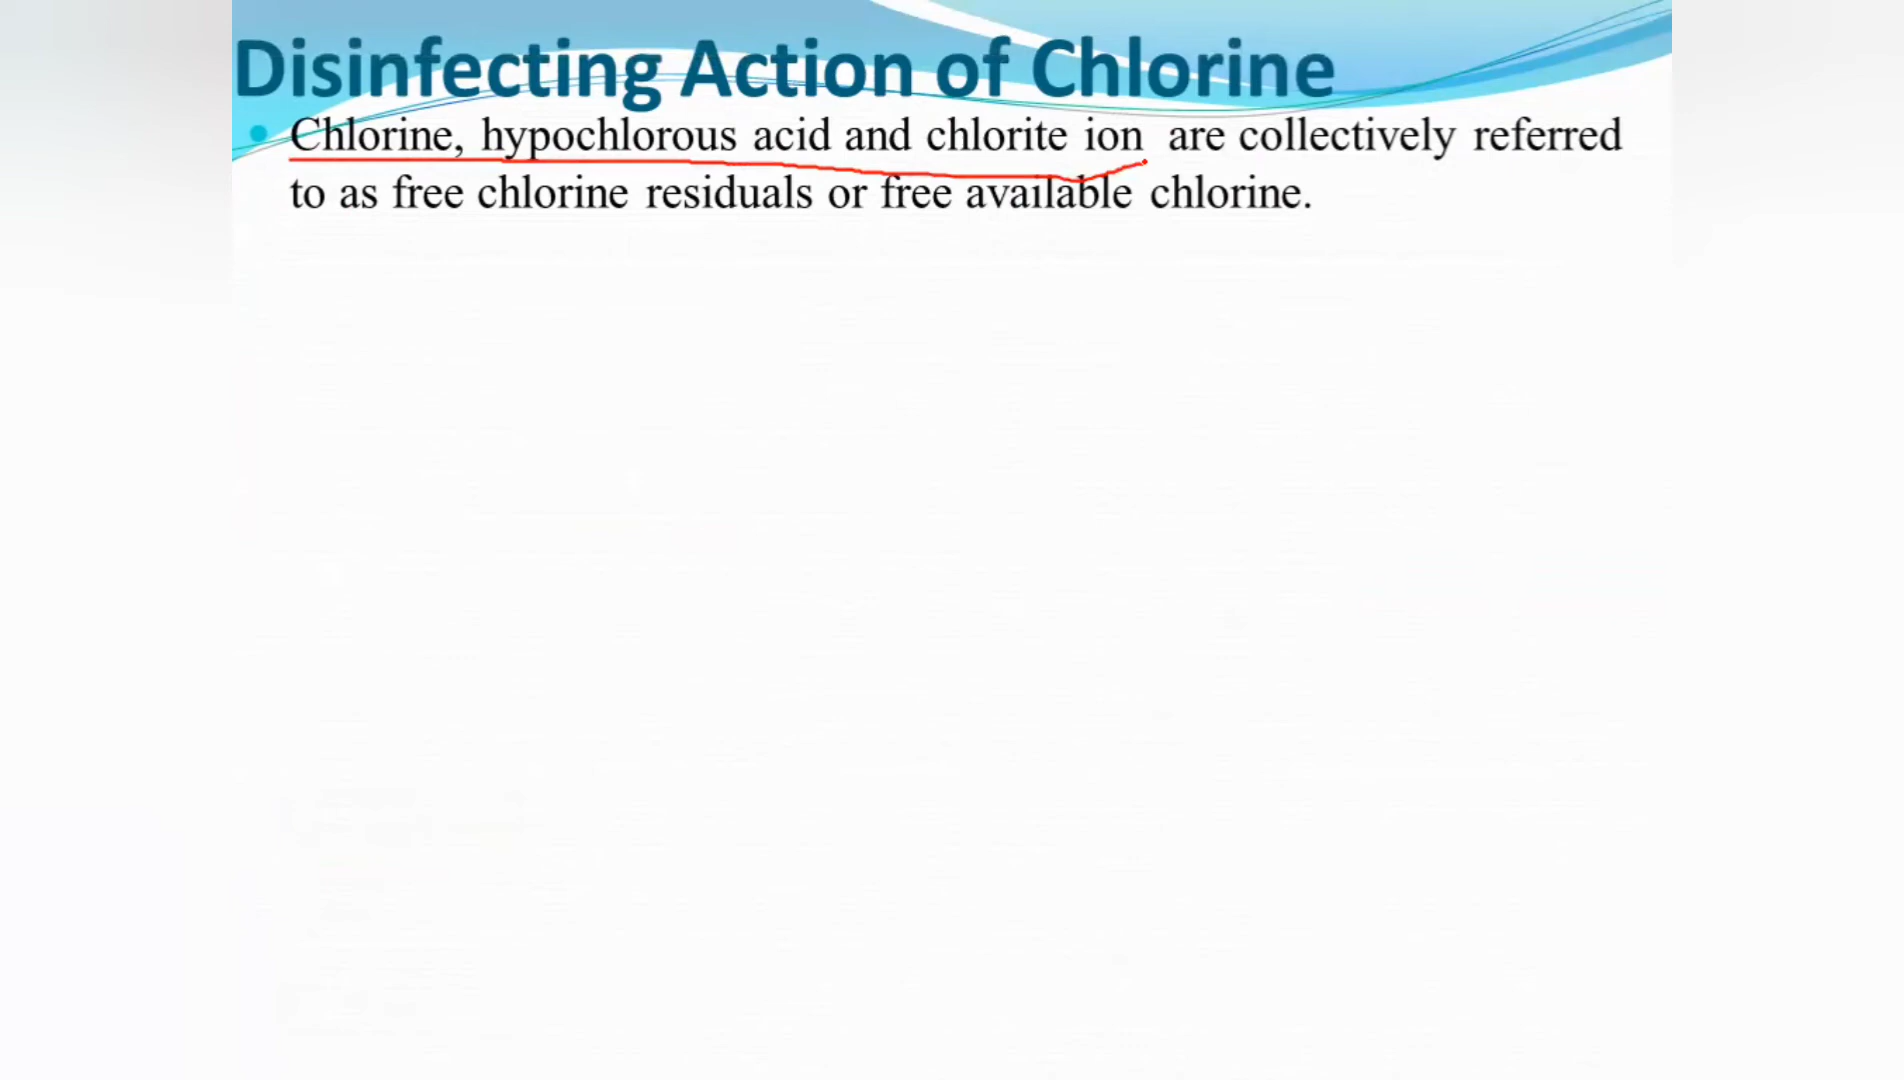 Disinfecting Action of Chlorine
Chlorine, hypochlorous acid and chlorite ion are collectively referred
to as free chlorine residuals or free available chlorine.